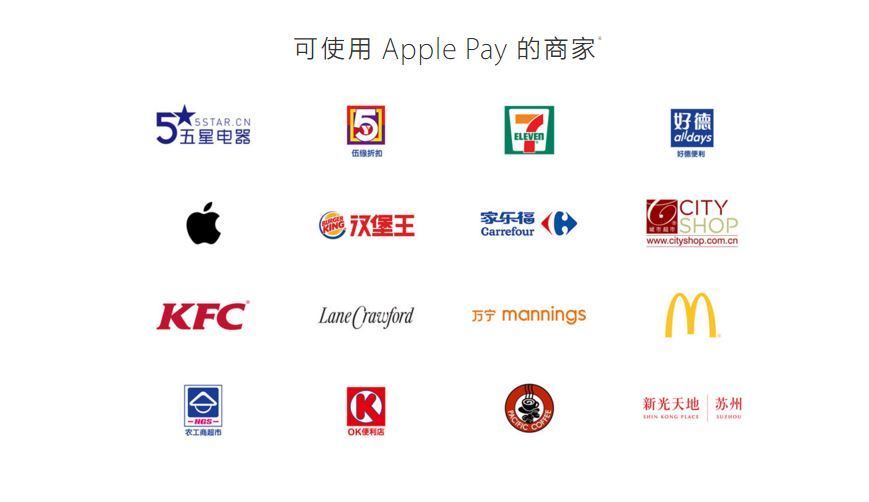 可使用 Apple Pay 的商家
5STAR.CN
5五星电器
5
伍缘折扣
7
ELEVEN
好德
alldays
好德便利
BURGER KING
汉堡王
家乐福
Carrefour
城市超市
CITY SHOP
www.cityshop.com.cn
KFC
Lane Crawford
万宁 mannings
M
NGS
农工商超市
K
OK便利店
PACIFIC COFFEE
新光天地
SHIN KONG PLACE
苏州
SUZHOU